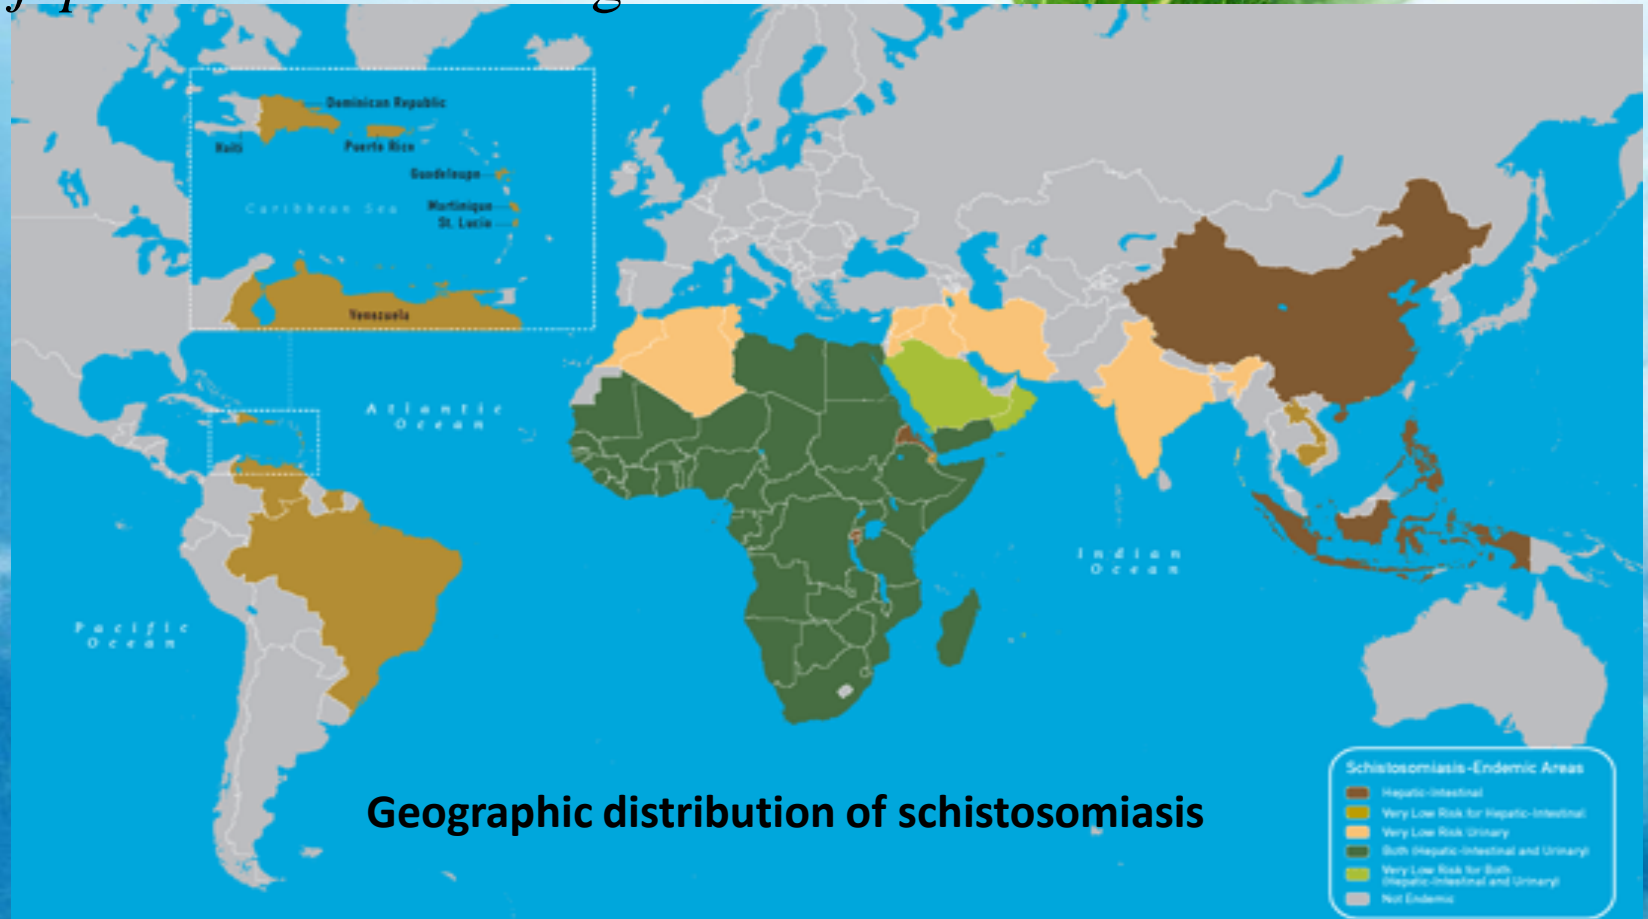 Dominican Republic
Haiti
Puerto Rico
Guadeloupe
Caribbean Sea
Martinique
St. Lucia
Venezuela
Atlantic
Ocean
Indian
Ocean
Pacific
Ocean
Geographic distribution of schistosomiasis
Schistosomiasis-Endemic Areas
Hepatic-Intestinal
Very Low Risk for Hepatic-Intestinal
Very Low Risk Urinary
Both (Hepatic-Intestinal and Urinary)
Very Low Risk for Both
(Hepatic-Intestinal and Urinary)
Not Endemic